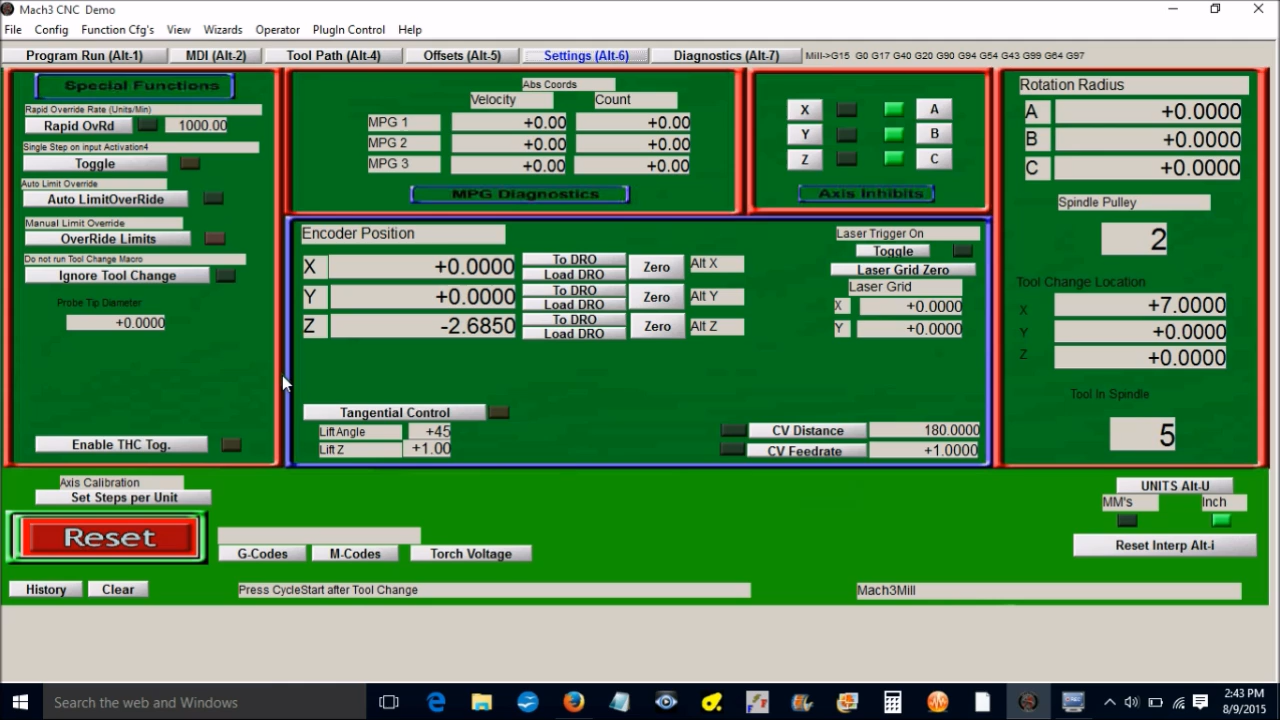 Mach3 CNC Demo
File Config Function Cfg's View Wizards Operator PlugIn Control Help
Program Run (Alt-1) MDI (Alt-2) Tool Path (Alt-4) Offsets (Alt-5) Settings (Alt-6) Diagnostics (Alt-7) Mill->G15 G0 G17 G40 G20 G90 G94 G54 G43 G99 G64 G97
Special Functions
Rapid Override Rate (Units/Min)
Rapid OvRd 1000.00
Single Step on input Activation4
Toggle
Auto Limit Override
Auto LimitOverRide
Manual Limit Override
OverRide Limits
Do not run Tool Change Macro
Ignore Tool Change
Probe Tip Diameter
+0.0000
Enable THC Tog.
Abs Coords
Velocity Count
MPG 1 +0.00 +0.00
MPG 2 +0.00 +0.00
MPG 3 +0.00 +0.00
MPG Diagnostics
X A
Y B
Z C
Axis Inhibits
Rotation Radius
A +0.0000
B +0.0000
C +0.0000
Spindle Pulley
2
Tool Change Location
X +7.0000
Y +0.0000
Z +0.0000
Tool In Spindle
5
Encoder Position
X +0.0000 To DRO Load DRO Zero Alt X
Y +0.0000 To DRO Load DRO Zero Alt Y
Z -2.6850 To DRO Load DRO Zero Alt Z
Laser Trigger On
Toggle
Laser Grid Zero
Laser Grid
X +0.0000
Y +0.0000
Tangential Control
Lift Angle +45
Lift Z +1.00
CV Distance 180.0000
CV Feedrate +1.0000
Axis Calibration
Set Steps per Unit
Reset
G-Codes M-Codes Torch Voltage
UNITS Alt-U
MM's Inch
Reset Interp Alt-i
History Clear Press CycleStart after Tool Change Mach3Mill
Search the web and Windows
2:43 PM
8/9/2015